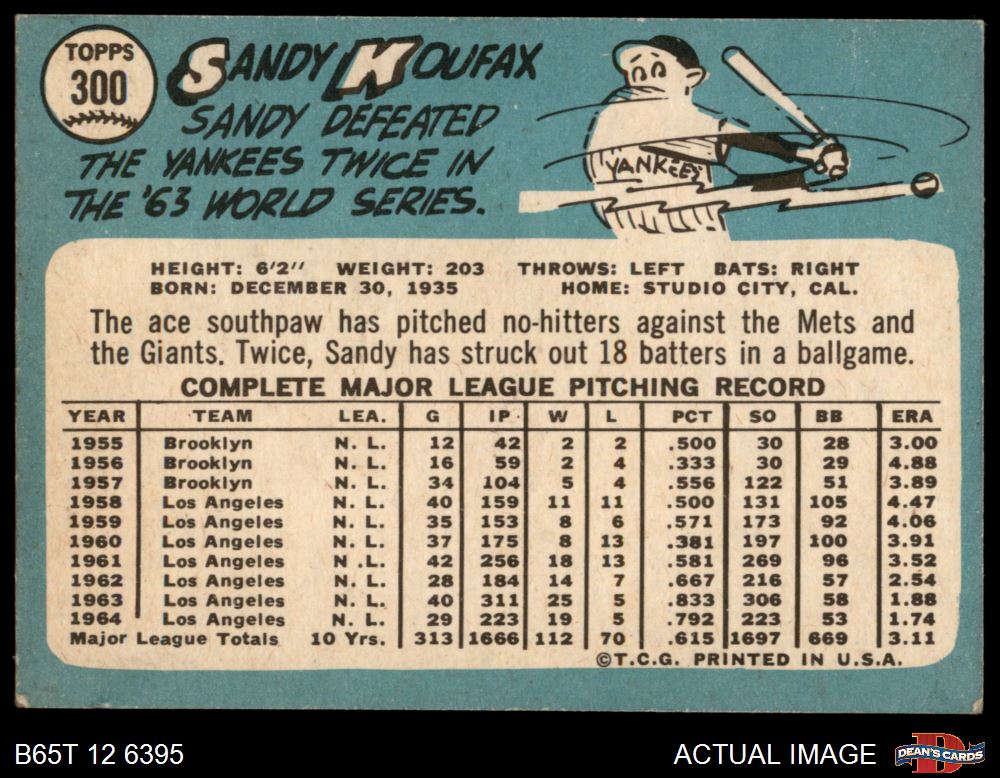 TOPPS
300
SANDY KOUFAX
SANDY DEFEATED
THE YANKEES TWICE IN
THE '63 WORLD SERIES.
YANKEES
HEIGHT: 6'2" WEIGHT: 203 THROWS: LEFT BATS: RIGHT
BORN: DECEMBER 30, 1935 HOME: STUDIO CITY, CAL.
The ace southpaw has pitched no-hitters against the Mets and
the Giants. Twice, Sandy has struck out 18 batters in a ballgame.
COMPLETE MAJOR LEAGUE PITCHING RECORD
YEAR TEAM LEA. G IP W L PCT SO BB ERA
1955 Brooklyn N. L. 12 42 2 2 .500 30 28 3.00
1956 Brooklyn N. L. 16 59 2 4 .333 30 29 4.88
1957 Brooklyn N. L. 34 104 5 4 .556 122 51 3.89
1958 Los Angeles N. L. 40 159 11 11 .500 131 105 4.47
1959 Los Angeles N. L. 35 153 8 6 .571 173 92 4.06
1960 Los Angeles N. L. 37 175 8 13 .381 197 100 3.91
1961 Los Angeles N .L. 42 256 18 13 .581 269 96 3.52
1962 Los Angeles N. L. 28 184 14 7 .667 216 57 2.54
1963 Los Angeles N. L. 40 311 25 5 .833 306 58 1.88
1964 Los Angeles N. L. 29 223 19 5 .792 223 53 1.74
Major League Totals 10 Yrs. 313 1666 112 70 .615 1697 669 3.11
©T.C.G. PRINTED IN U.S.A.
B65T 12 6395 ACTUAL IMAGE DEAN'S CARDS